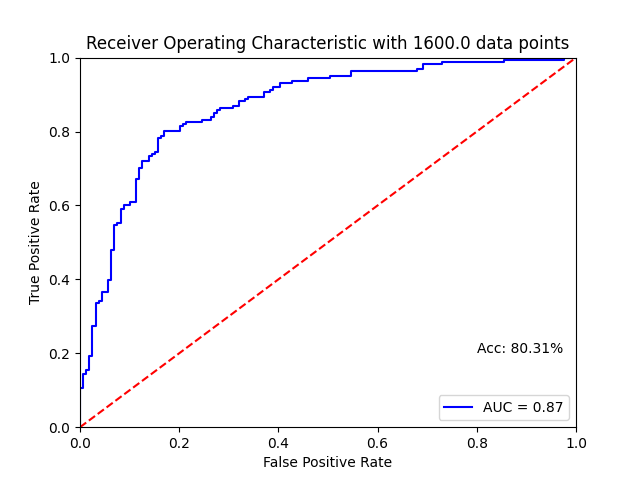 Receiver Operating Characteristic with 1600.0 data points
True Positive Rate
1.0
0.8
0.6
0.4
0.2
0.0
Acc: 80.31%
AUC = 0.87
0.0 0.2 0.4 0.6 0.8 1.0
False Positive Rate